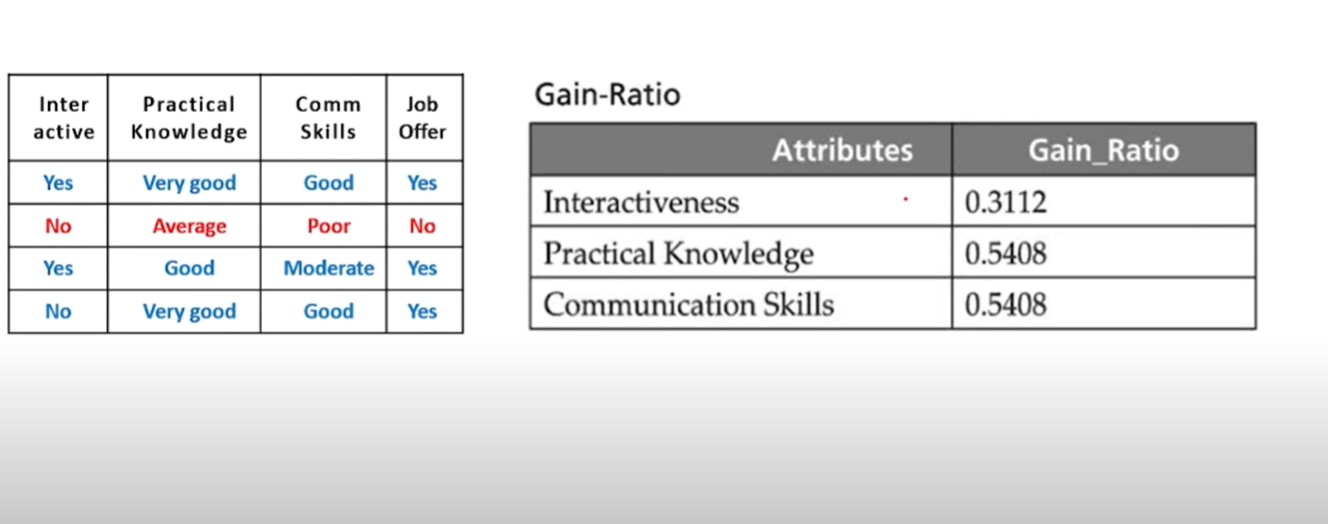 Inter active | Practical Knowledge | Comm Skills | Job Offer
Yes | Very good | Good | Yes
No | Average | Poor | No
Yes | Good | Moderate | Yes
No | Very good | Good | Yes
Gain-Ratio
Attributes | Gain_Ratio
Interactiveness | 0.3112
Practical Knowledge | 0.5408
Communication Skills | 0.5408